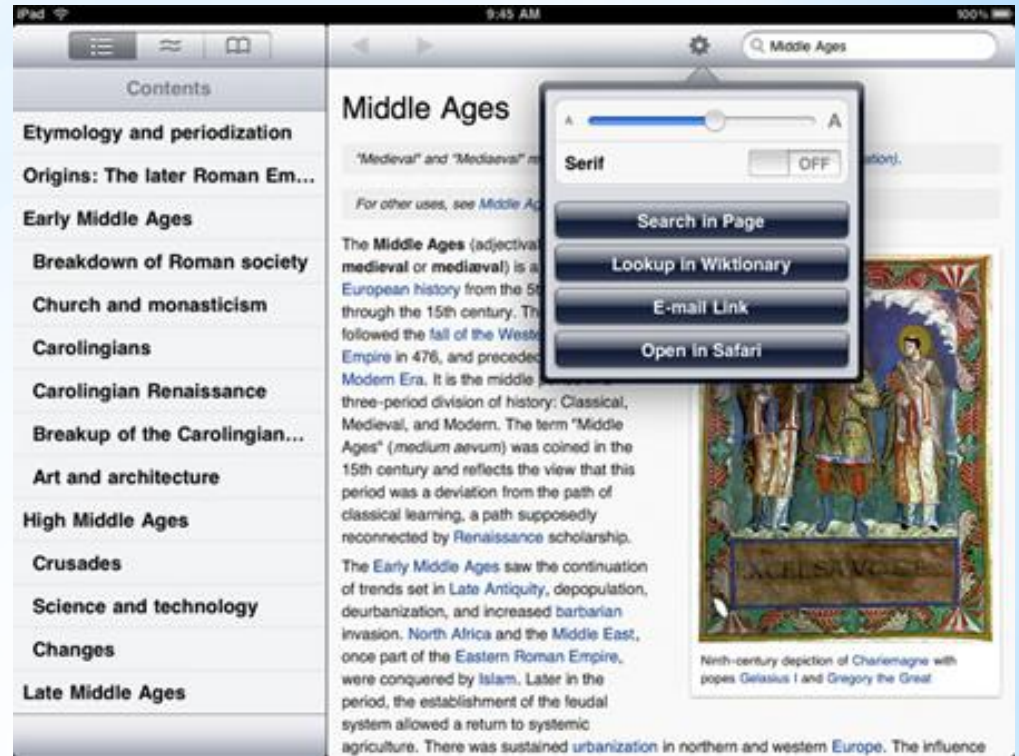 iPad
9:45 AM
100%
Contents
Etymology and periodization
Origins: The later Roman Em...
Early Middle Ages
Breakdown of Roman society
Church and monasticism
Carolingians
Carolingian Renaissance
Breakup of the Carolingian...
Art and architecture
High Middle Ages
Crusades
Science and technology
Changes
Late Middle Ages
Middle Ages
A
A
Serif
OFF
Search in Page
Lookup in Wiktionary
E-mail Link
Open in Safari
Middle Ages
"Medieval" and "Mediaeval"
For other uses, see Middle
The Middle Ages (adjectival
medieval or mediæval) is a
European history from the
through the 15th century.
followed the fall of the
Empire in 476, and
Modern Era. It is the middle
three-period division of history: Classical,
Medieval, and Modern. The term "Middle
Ages" (medium aevum) was coined in the
15th century and reflects the view that this
period was a deviation from the path of
classical learning, a path supposedly
reconnected by Renaissance scholarship.
The Early Middle Ages saw the continuation
of trends set in Late Antiquity, depopulation,
deurbanization, and increased barbarian
invasion. North Africa and the Middle East,
once part of the Eastern Roman Empire,
were conquered by Islam. Later in the
period, the establishment of the feudal
system allowed a return to systemic
agriculture. There was sustained urbanization in northern and western Europe. The influence
Ninth-century depiction of Charlemagne with
popes Gelasius I and Gregory the Great